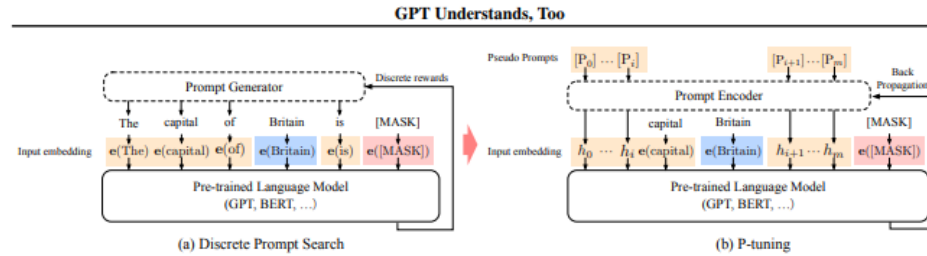 GPT Understands, Too
Prompt Generator
Discrete rewards
The capital of Britain is [MASK]
Input embedding e(The) e(capital) e(of) e(Britain) e(is) e([MASK])
Pre-trained Language Model
(GPT, BERT, ...)
(a) Discrete Prompt Search
Pseudo Prompts [P0] ... [Pi] [Pi+1] ... [Pm]
Back
Propagation
Prompt Encoder
capital Britain [MASK]
Input embedding h0 ... hi e(capital) e(Britain) hi+1 ... hm e([MASK])
Pre-trained Language Model
(GPT, BERT, ...)
(b) P-tuning